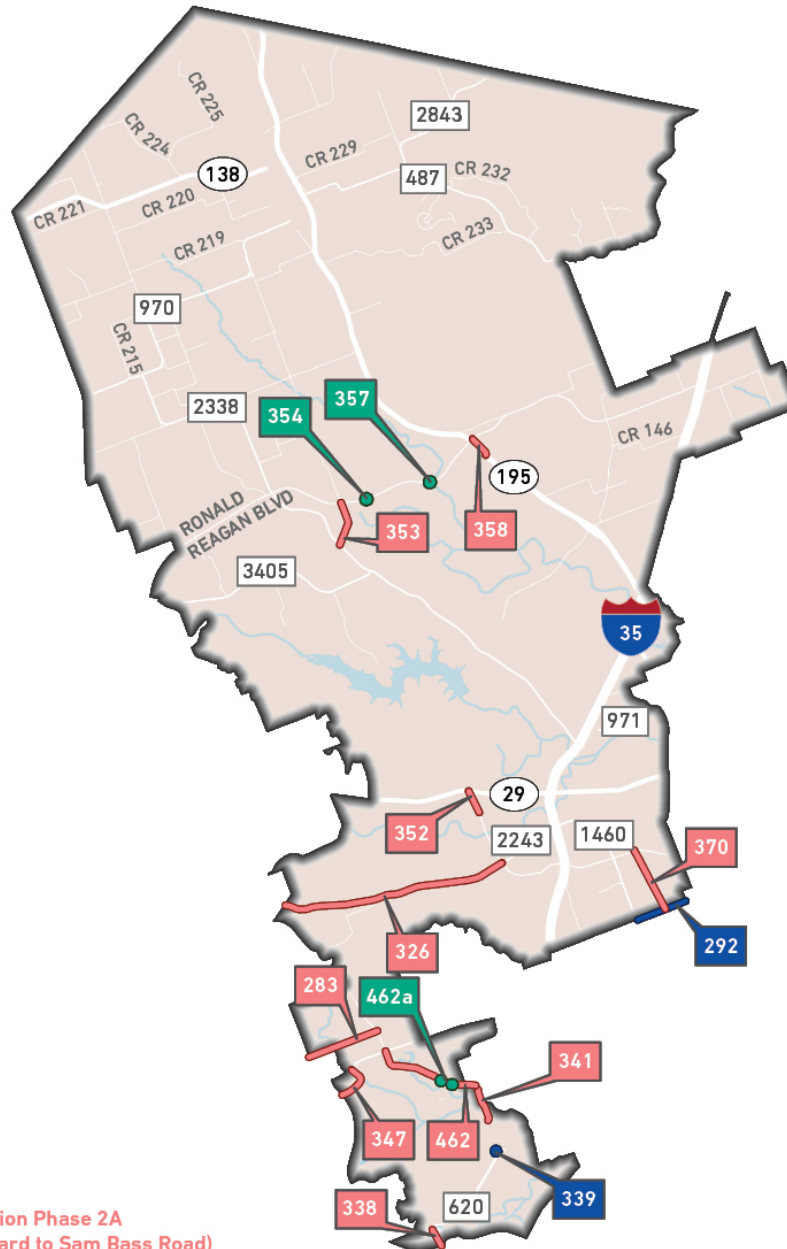 CR 225
2843
CR 224
CR 229
CR 232
138
487
CR 221
CR 220
CR 233
CR 219
970
CR 215
2338
354
357
CR 146
195
RONALD
REAGAN BLVD
353
358
3405
35
971
29
352
2243
1460
370
326
292
283
462a
341
347
462
339
338
620
ion Phase 2A
ard to Sam Bass Road)